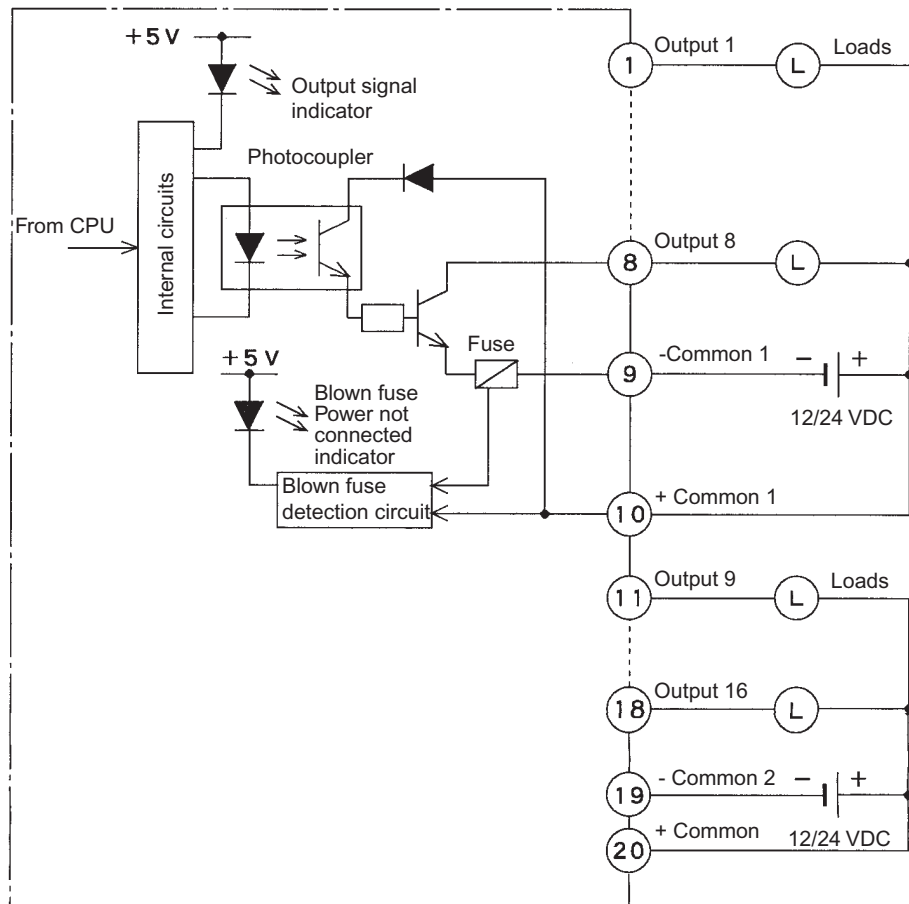 +5 V
Output signal
indicator
Photocoupler
Internal circuits
From CPU
+5 V
Blown fuse
Power not
connected
indicator
Fuse
Blown fuse
detection circuit
1
Output 1
L
Loads
8
Output 8
L
9
-Common 1
− +
12/24 VDC
10
+ Common 1
11
Output 9
L
Loads
18
Output 16
L
19
- Common 2
− +
12/24 VDC
20
+ Common